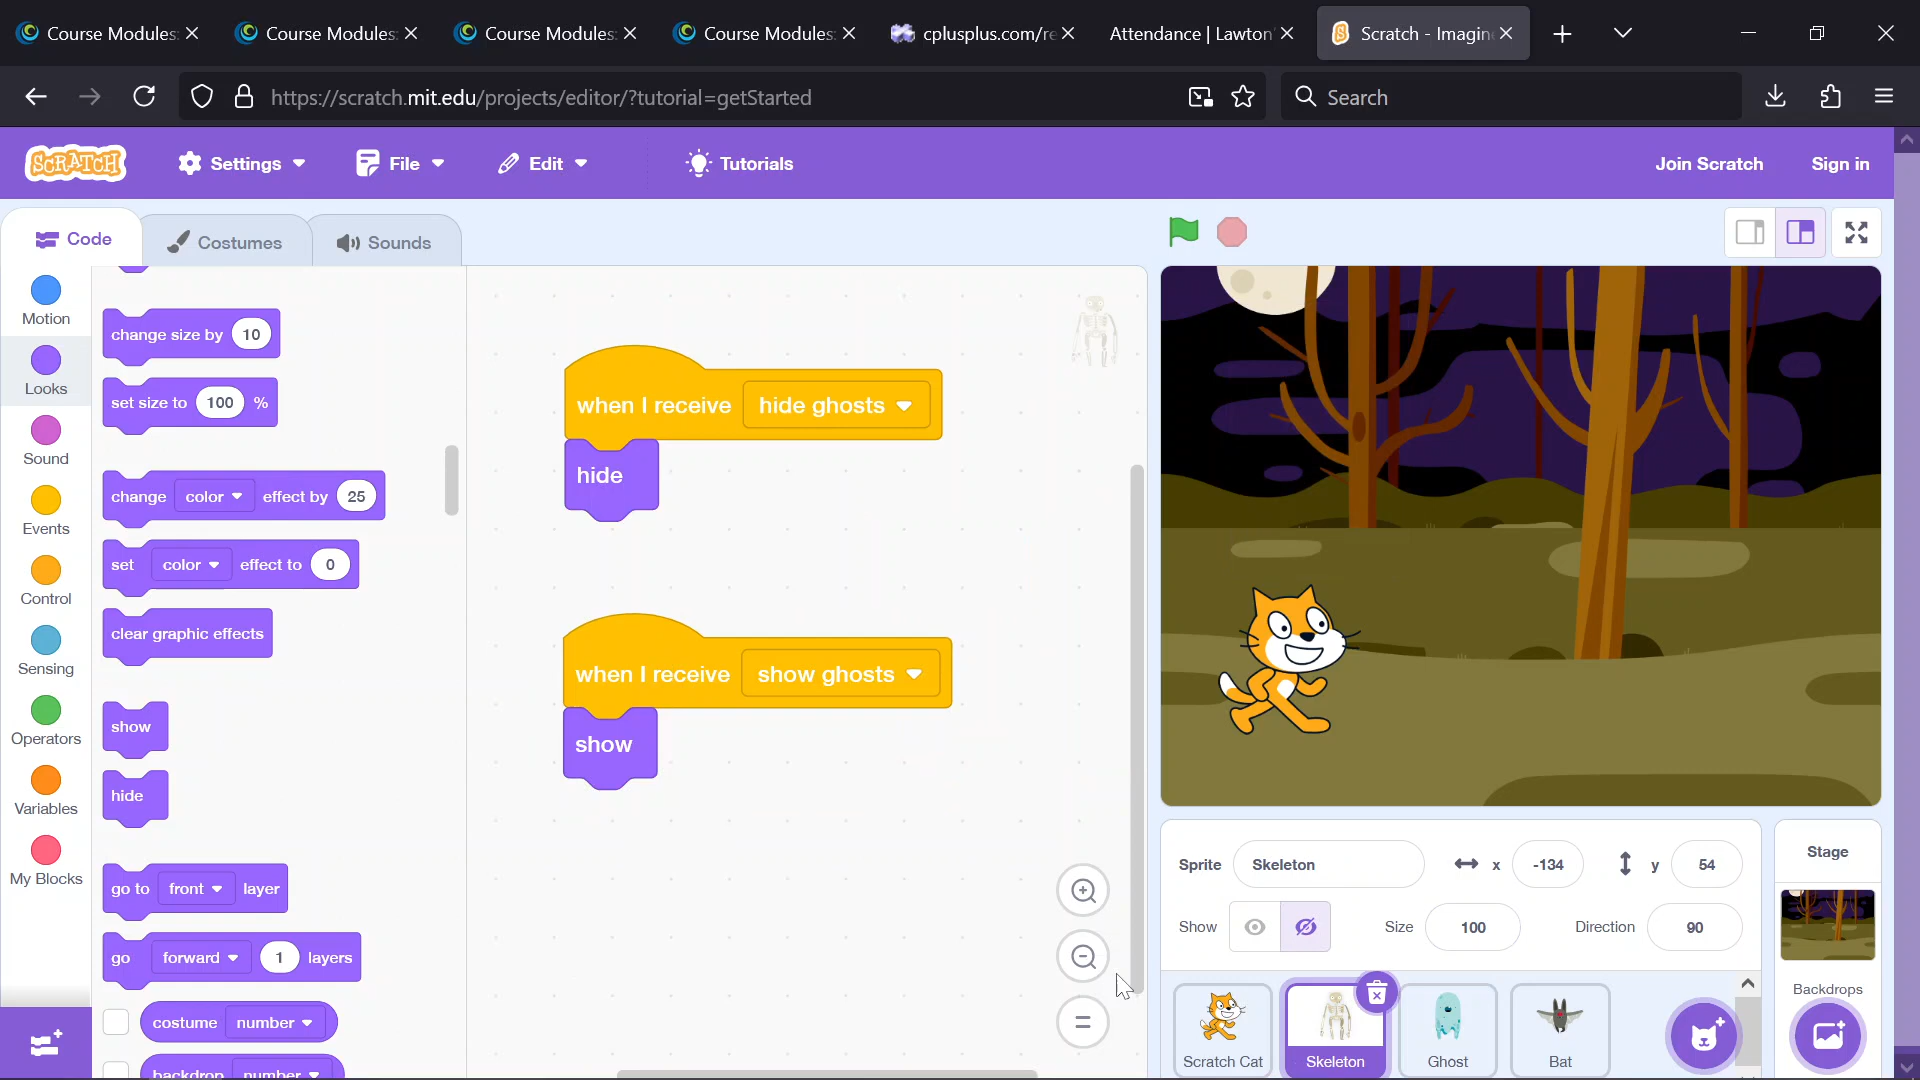 Course Modules:
Course Modules:
Course Modules:
Course Modules:
cplusplus.com/re
Attendance | Lawton
Scratch - Imagin
https://scratch.mit.edu/projects/editor/?tutorial=getStarted
Search
SCRATCH
Settings
File
Edit
Tutorials
Join Scratch
Sign in
Code
Costumes
Sounds
Motion
Looks
Sound
Events
Control
Sensing
Operators
Variables
My Blocks
change size by 10
set size to 100 %
change color effect by 25
set color effect to 0
clear graphic effects
show
hide
go to front layer
go forward 1 layers
costume number
backdrop number
when I receive hide ghosts
hide
when I receive show ghosts
show
Sprite Skeleton x -134 y 54
Show Size 100 Direction 90
Scratch Cat
Skeleton
Ghost
Bat
Stage
Backdrops